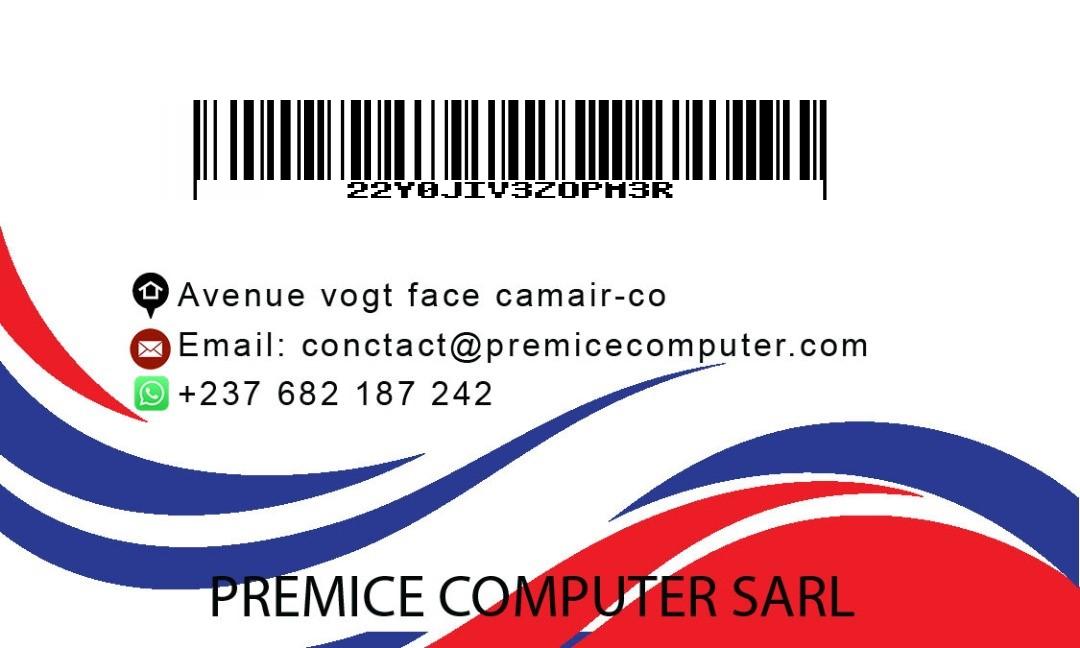 22Y0JIV3ZOPM3R
Avenue vogt face camair-co
Email: conctact@premicecomputer.com
+237 682 187 242
PREMICE COMPUTER SARL